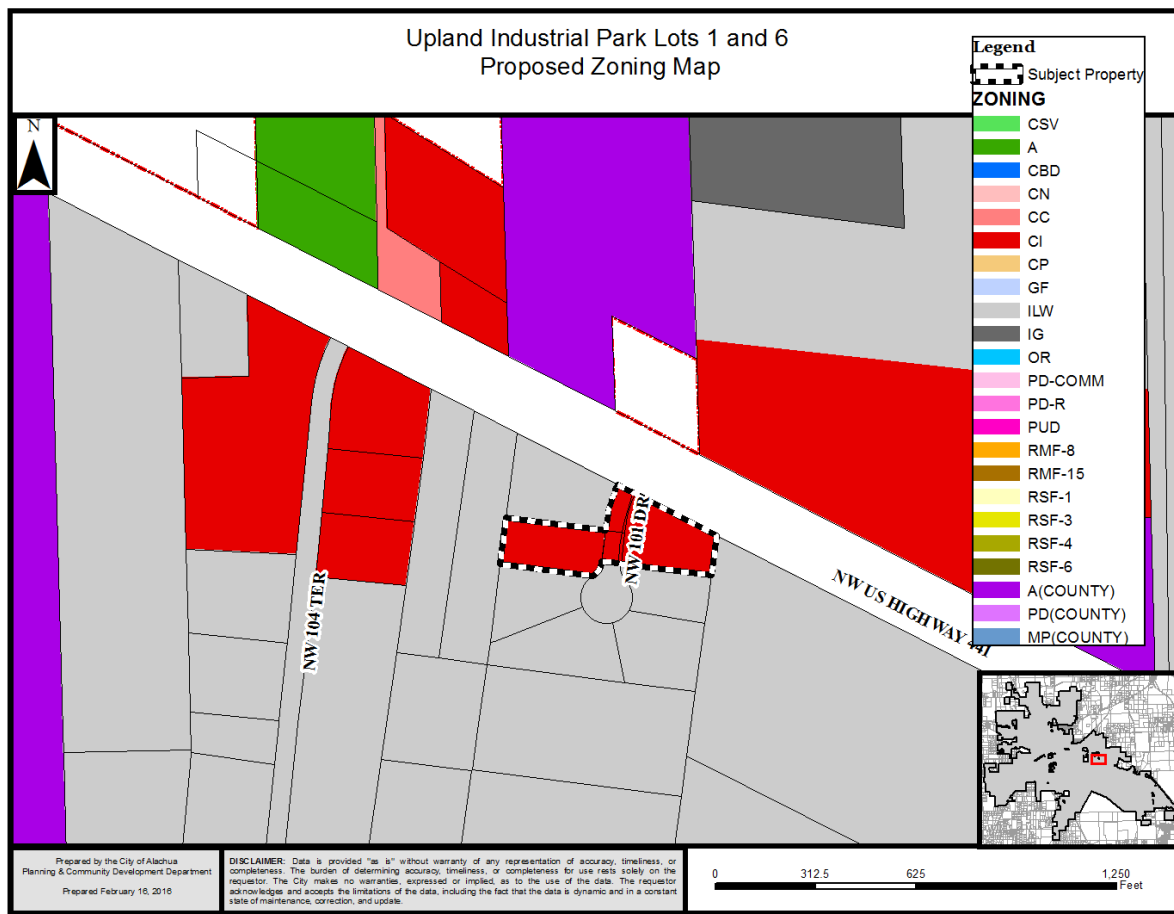 Upland Industrial Park Lots 1 and 6
Proposed Zoning Map
Legend
Subject Property
ZONING
CSV
A
CBD
CN
CC
CI
CP
GF
ILW
IG
OR
PD-COMM
PD-R
PUD
RMF-8
RMF-15
RSF-1
RSF-3
RSF-4
RSF-6
A(COUNTY)
PD(COUNTY)
MP(COUNTY)
N
NW 104 TER
NW 101 DR
NW US HIGHWAY 441
Prepared by the City of Alachua
Planning & Community Development Department
Prepared February 16, 2016
DISCLAIMER: Data is provided "as is" without warranty of any representation of accuracy, timeliness, or
completeness. The burden of determining accuracy, timeliness, or completeness for use rests solely on the
requestor. The City makes no warranties, expressed or implied, as to the use of the data. The requestor
acknowledges and accepts the limitations of the data, including the fact that the data is dynamic and in a constant
state of maintenance, correction, and update.
0 312.5 625 1,250
Feet